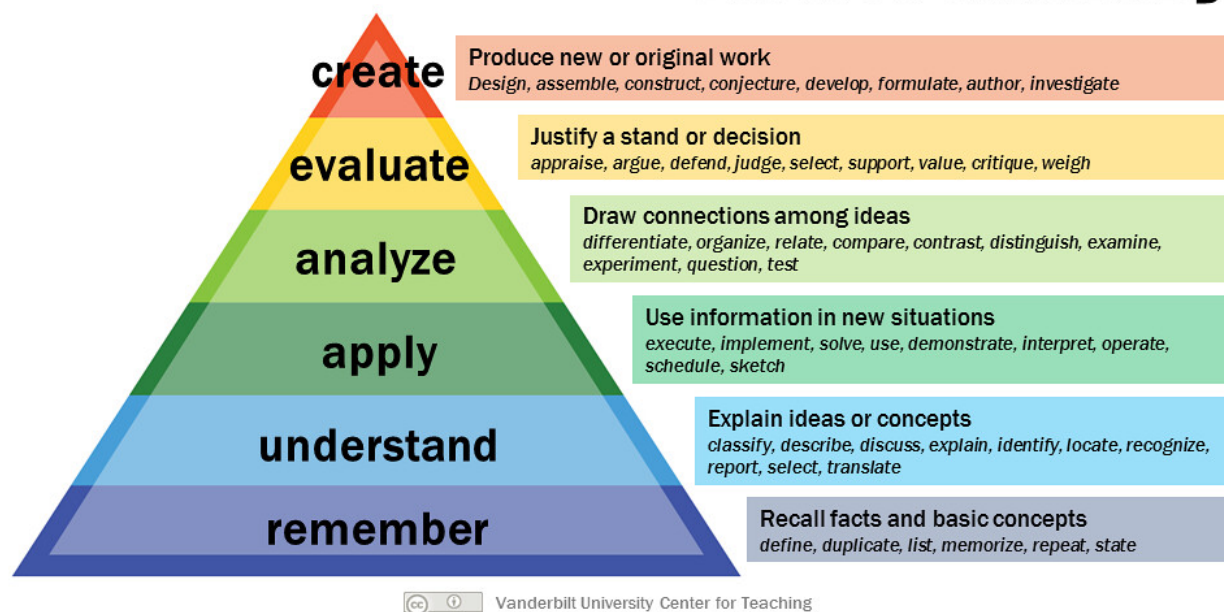 create
Produce new or original work
Design, assemble, construct, conjecture, develop, formulate, author, investigate
evaluate
Justify a stand or decision
appraise, argue, defend, judge, select, support, value, critique, weigh
analyze
Draw connections among ideas
differentiate, organize, relate, compare, contrast, distinguish, examine,
experiment, question, test
apply
Use information in new situations
execute, implement, solve, use, demonstrate, interpret, operate,
schedule, sketch
understand
Explain ideas or concepts
classify, describe, discuss, explain, identify, locate, recognize,
report, select, translate
remember
Recall facts and basic concepts
define, duplicate, list, memorize, repeat, state
cc Vanderbilt University Center for Teaching